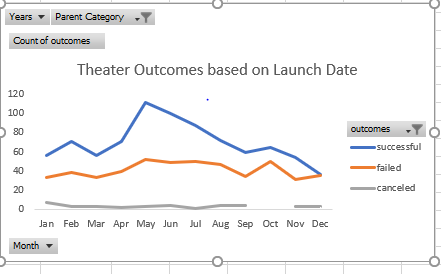 Years Parent Category
Count of outcomes
Theater Outcomes based on Launch Date
120
100
80
60
40
20
0
Jan Feb Mar Apr May Jun Jul Aug Sep Oct Nov Dec
outcomes
successful
failed
canceled
Month